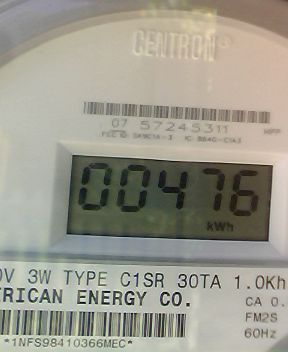 CENTRON®
07 57245311
00476
kWh
0V 3W TYPE C1SR 30TA 1.0Kh
ERICAN ENERGY CO.
CA 0.
FM2S
60Hz
*1NFS98410366MEC*